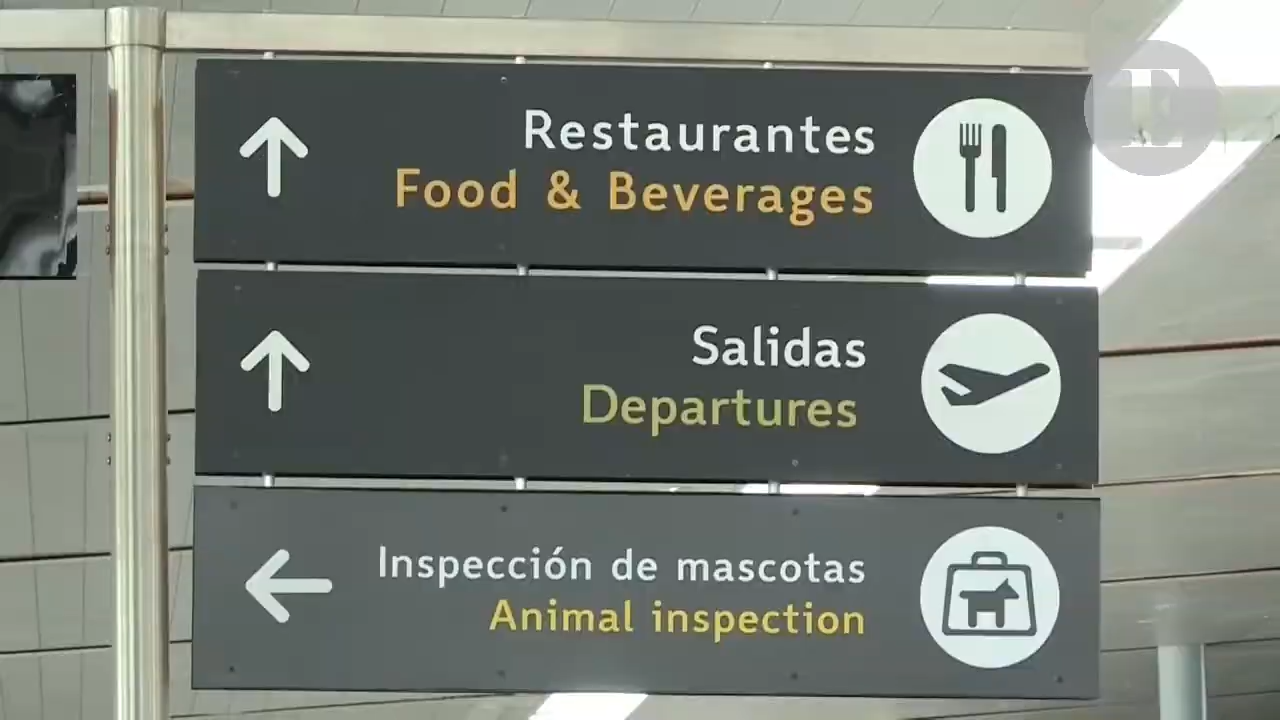 Restaurantes
Food & Beverages
Salidas
Departures
Inspección de mascotas
Animal inspection
E